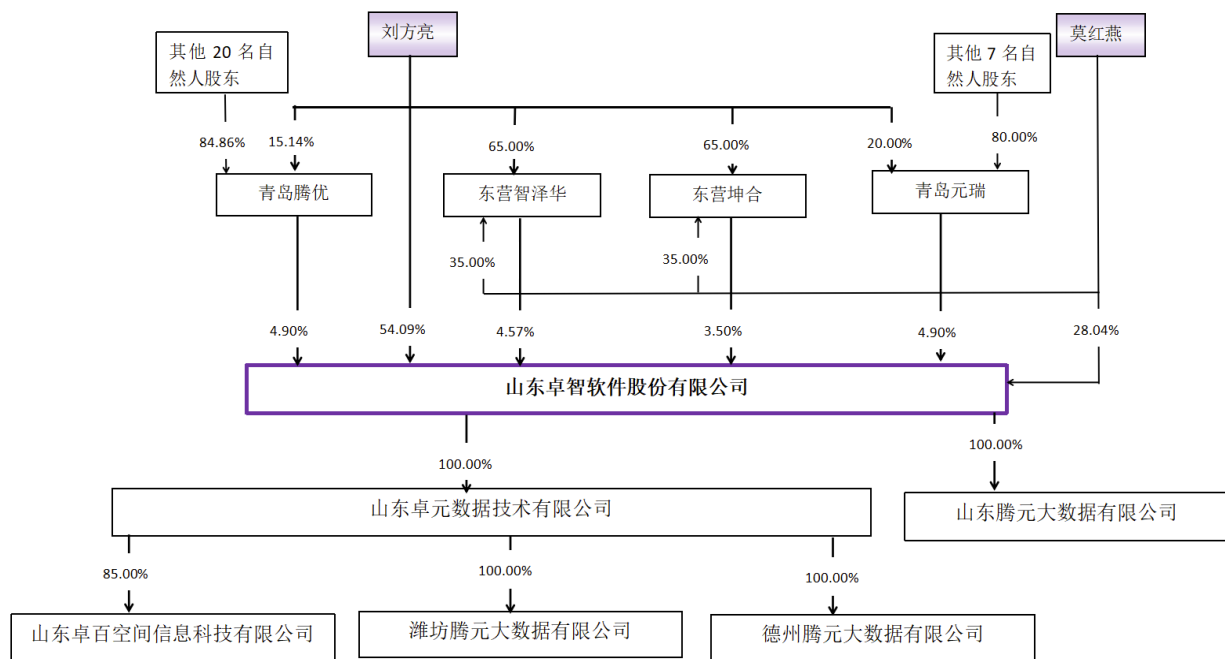 刘方亮
莫红燕
其他 20 名自
然人股东
其他 7 名自
然人股东
84.86%
15.14%
65.00%
65.00%
20.00%
80.00%
青岛腾优
东营智泽华
东营坤合
青岛元瑞
35.00%
35.00%
4.90%
54.09%
4.57%
3.50%
4.90%
28.04%
山东卓智软件股份有限公司
100.00%
100.00%
山东卓元数据技术有限公司
山东腾元大数据有限公司
85.00%
100.00%
100.00%
山东卓百空间信息科技有限公司
潍坊腾元大数据有限公司
德州腾元大数据有限公司